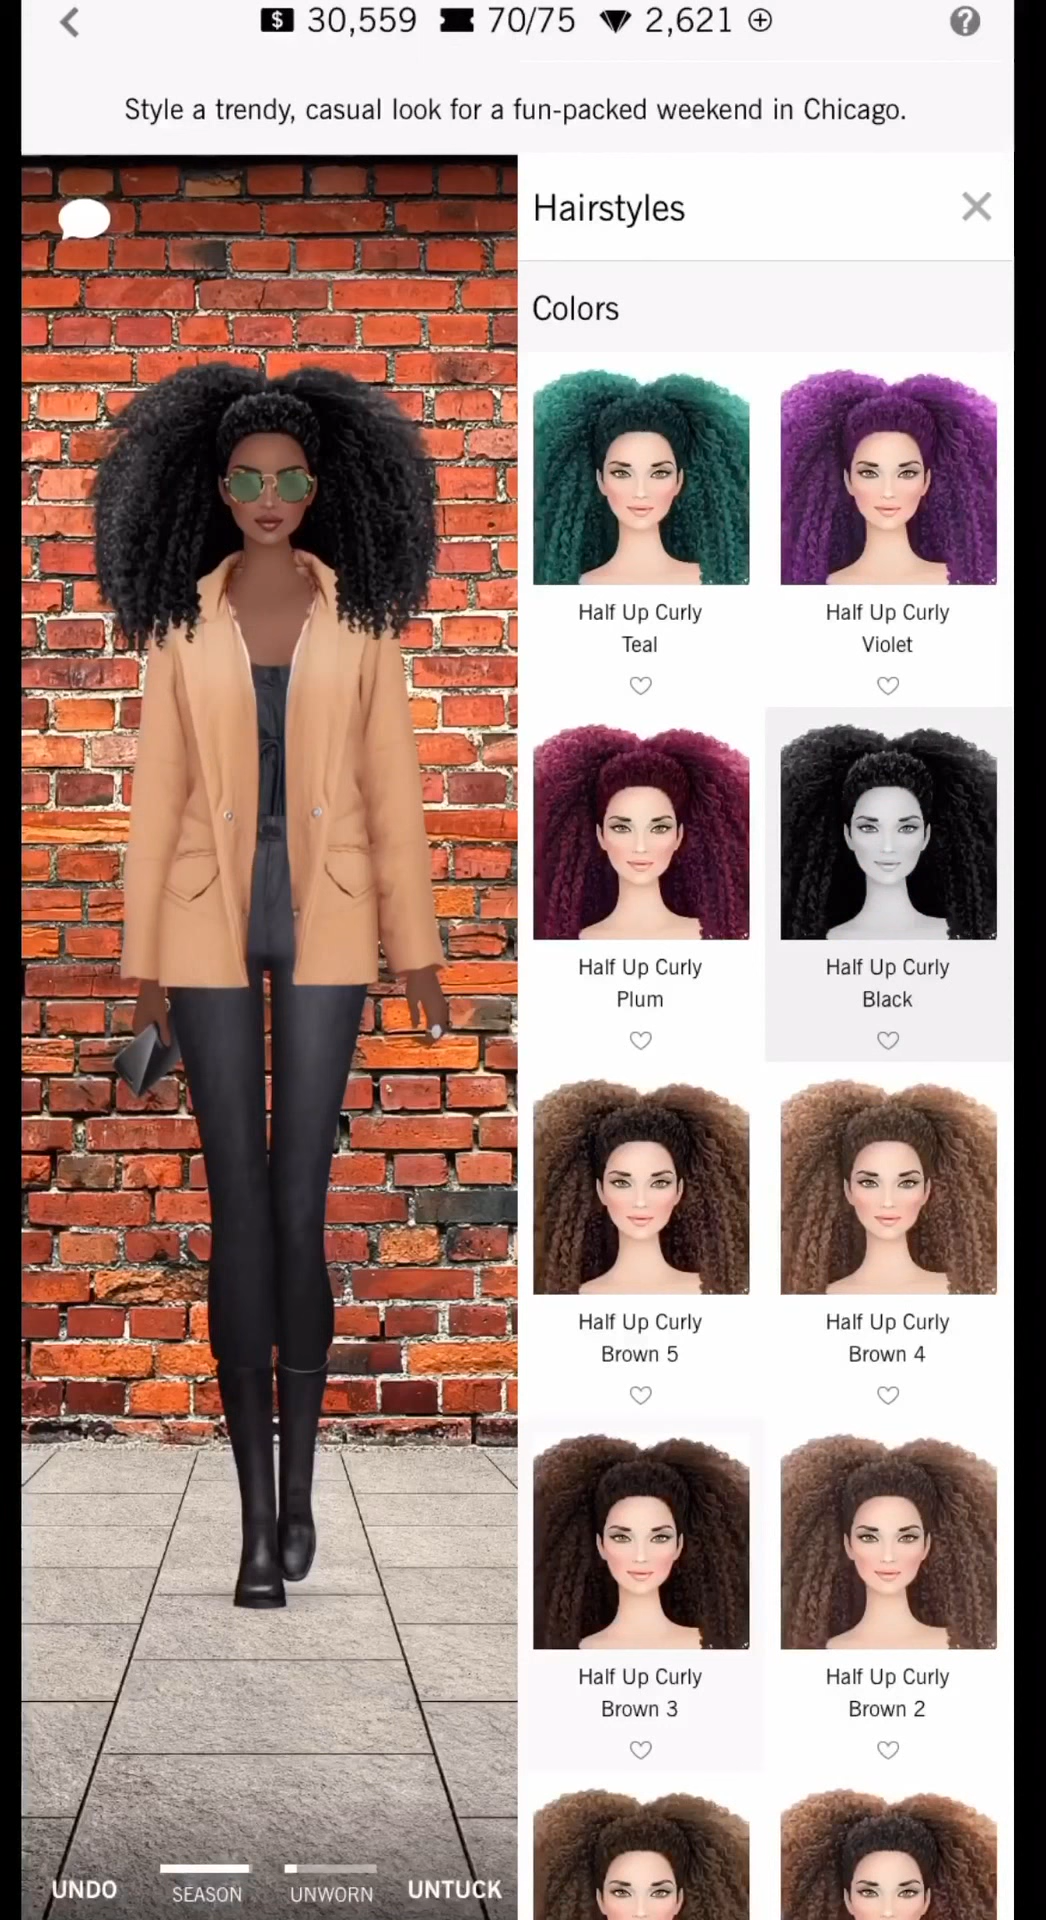 $ 30,559 70/75 2,621
?
Style a trendy, casual look for a fun-packed weekend in Chicago.
Hairstyles
Colors
Half Up Curly
Teal
Half Up Curly
Violet
Half Up Curly
Plum
Half Up Curly
Black
Half Up Curly
Brown 5
Half Up Curly
Brown 4
Half Up Curly
Brown 3
Half Up Curly
Brown 2
UNDO
SEASON
UNWORN
UNTUCK